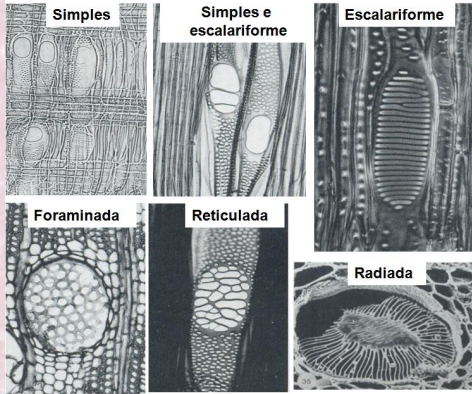 Simples
Simples e
escalariforme
Escalariforme
Foraminada
Reticulada
Radiada